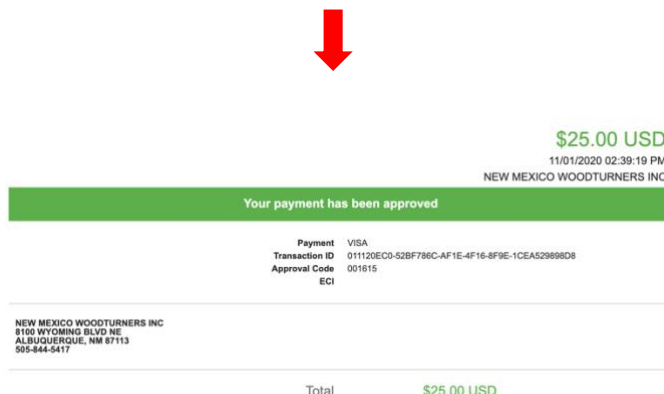 $25.00 USD
11/01/2020 02:39:19 PM
NEW MEXICO WOODTURNERS INC
Your payment has been approved
Payment VISA
Transaction ID 011120EC0-52BF786C-AF1E-4F16-8F9E-1CEA529898D8
Approval Code 001615
ECI
NEW MEXICO WOODTURNERS INC
8100 WYOMING BLVD NE
ALBUQUERQUE, NM 87113
505-844-5417
Total $25.00 USD